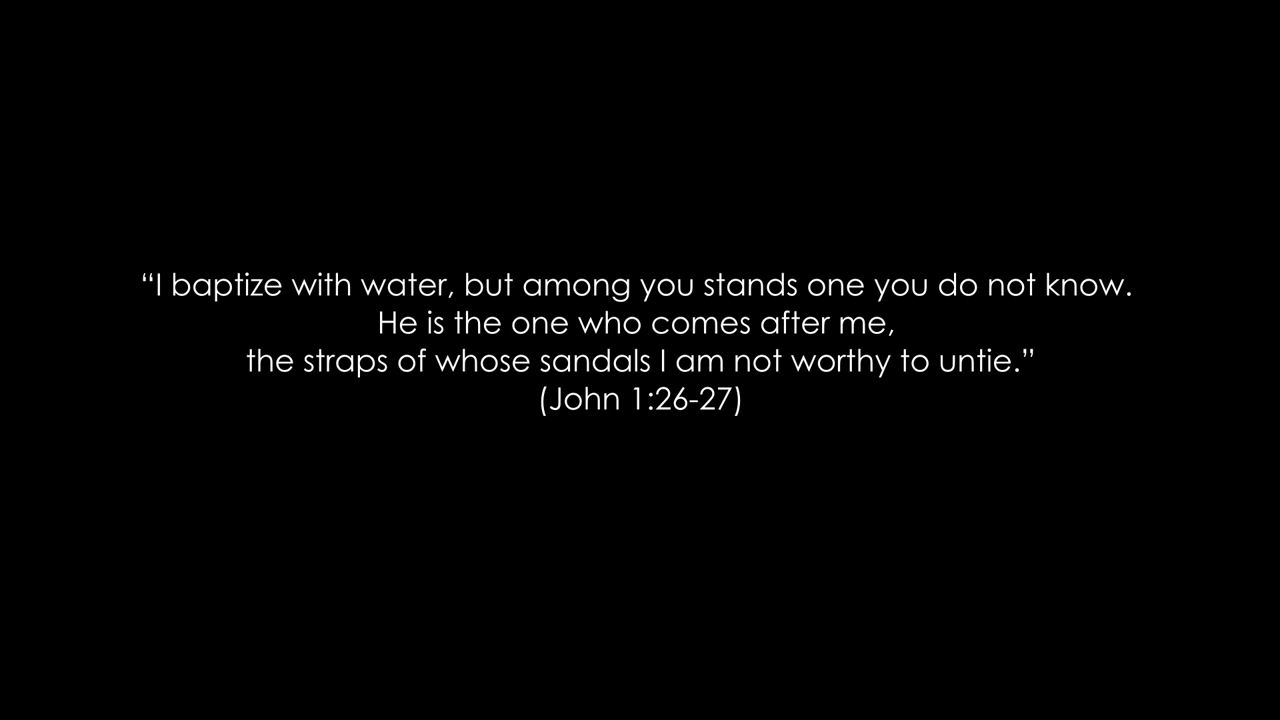 “I baptize with water, but among you stands one you do not know.
He is the one who comes after me,
the straps of whose sandals I am not worthy to untie.”
(John 1:26-27)